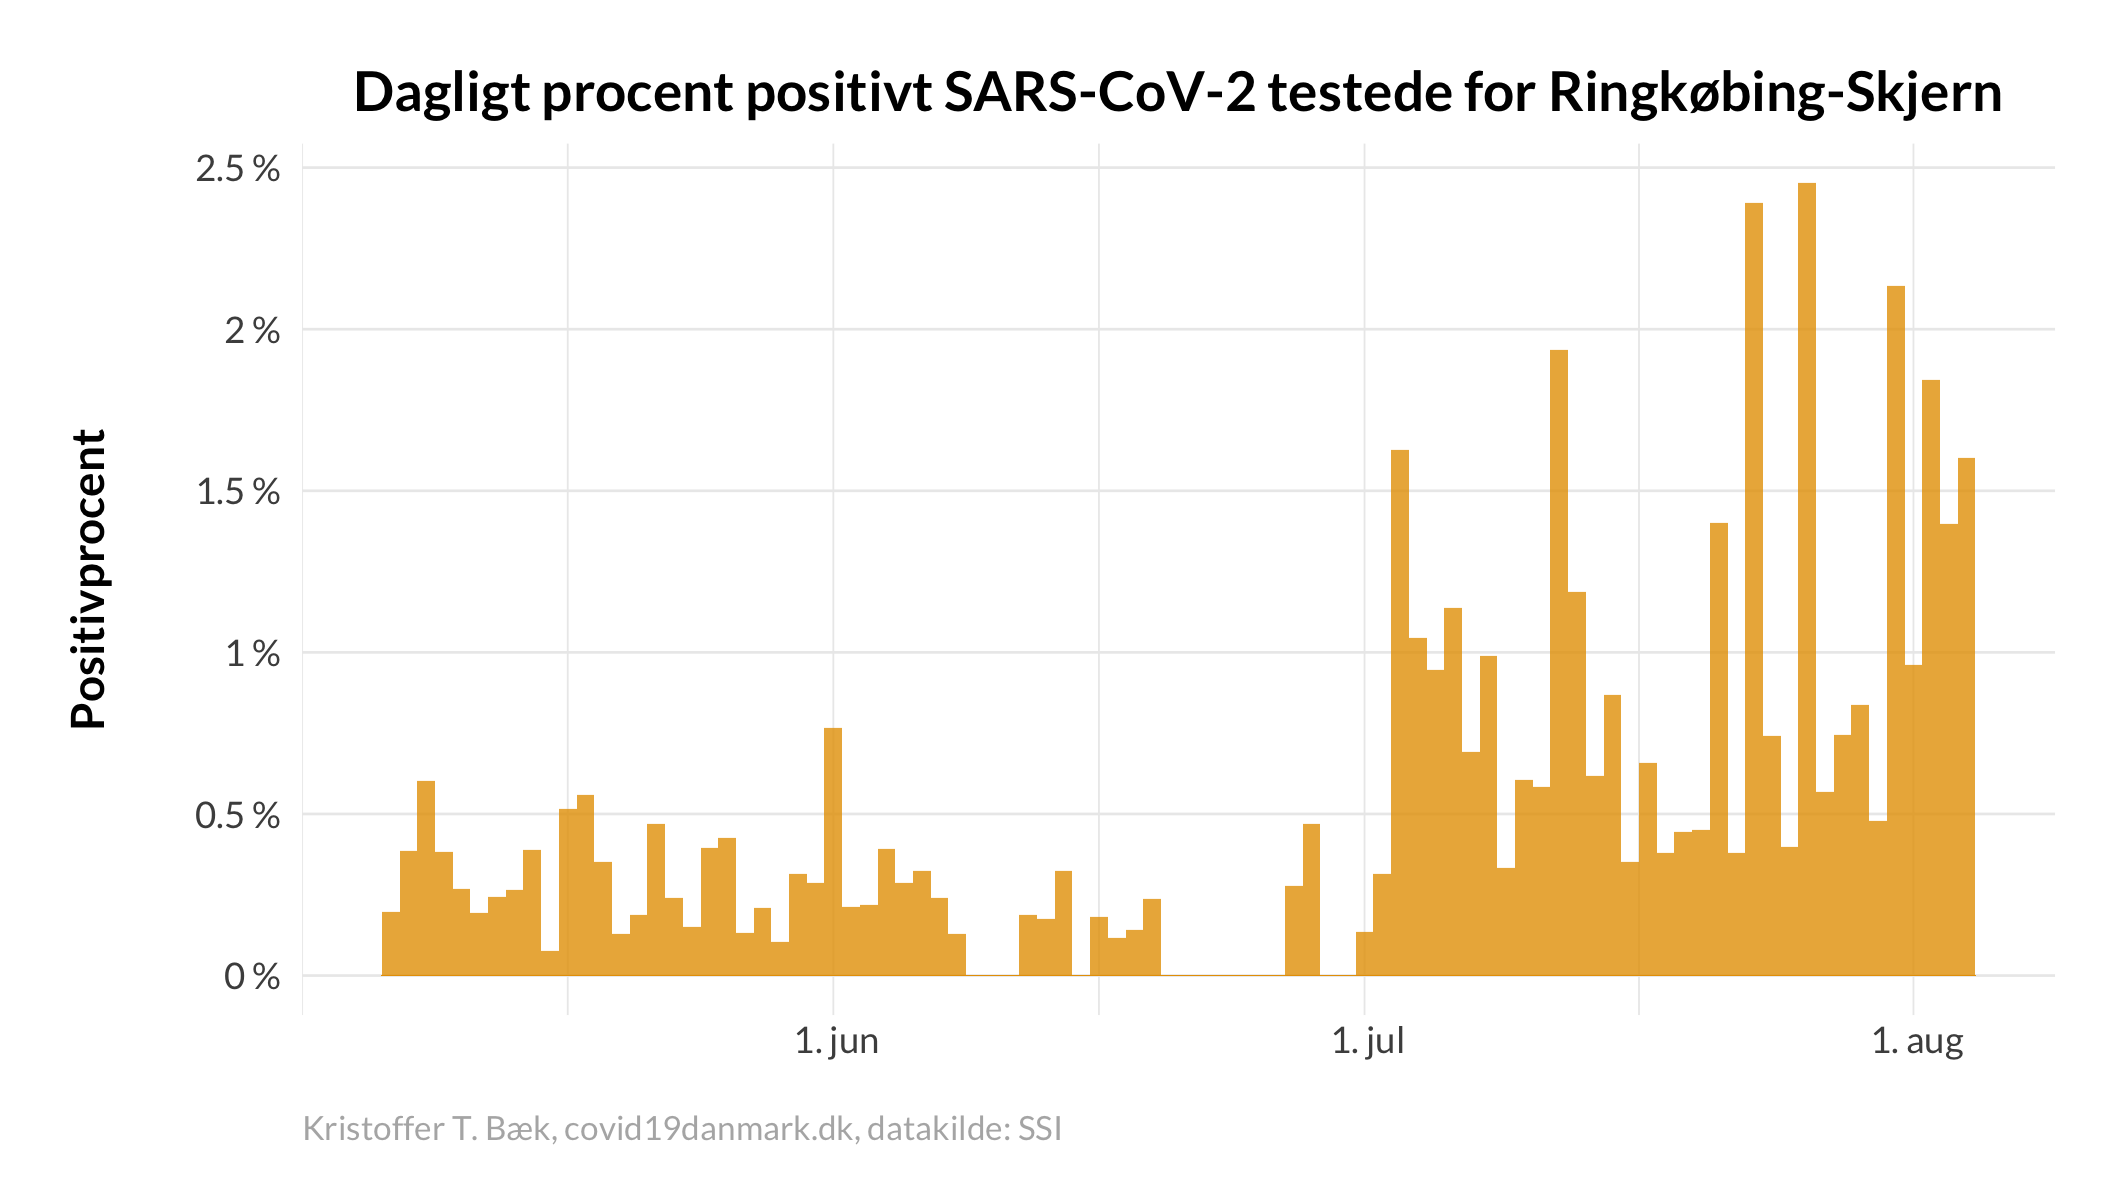 Dagligt procent positivt SARS-CoV-2 testede for Ringkøbing-Skjern
Positivprocent
2.5 %
2 %
1.5 %
1 %
0.5 %
0 %
1. jun
1. jul
1. aug
Kristoffer T. Bæk, covid19danmark.dk, datakilde: SSI